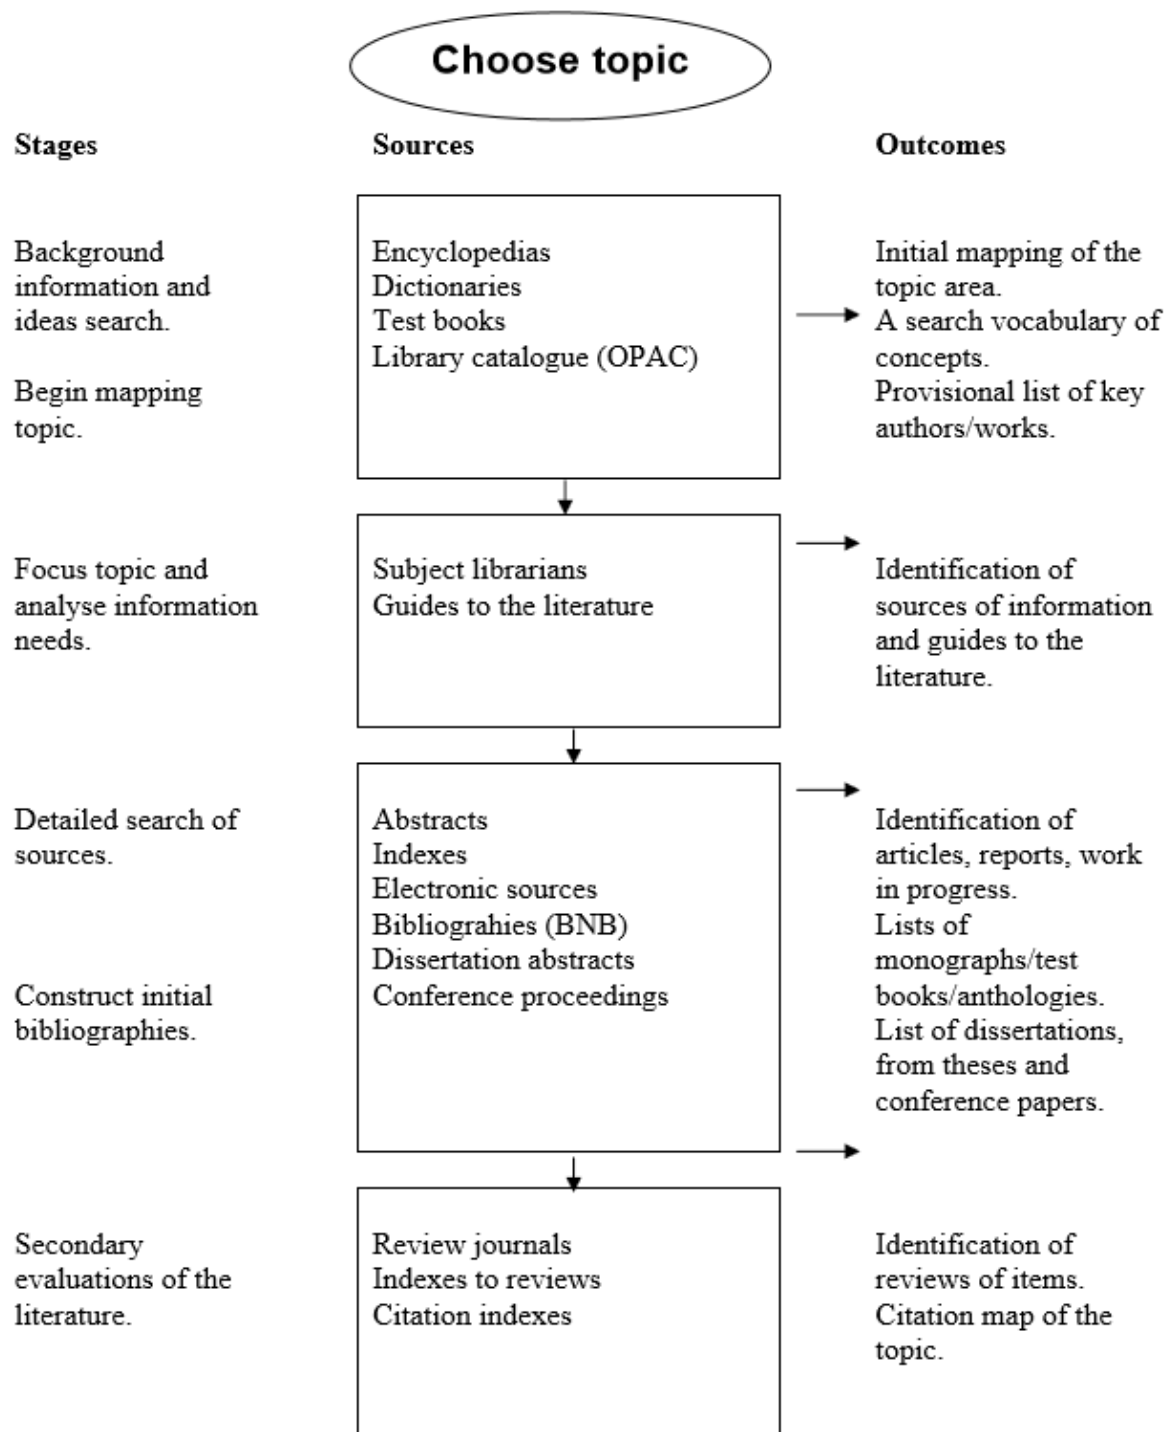 Choose topic
Stages
Sources
Outcomes
Background
information and
ideas search.
Begin mapping
topic.
Encyclopedias
Dictionaries
Test books
Library catalogue (OPAC)
Initial mapping of the
topic area.
A search vocabulary of
concepts.
Provisional list of key
authors/works.
Focus topic and
analyse information
needs.
Subject librarians
Guides to the literature
Identification of
sources of information
and guides to the
literature.
Detailed search of
sources.
Construct initial
bibliographies.
Abstracts
Indexes
Electronic sources
Bibliograhies (BNB)
Dissertation abstracts
Conference proceedings
Identification of
articles, reports, work
in progress.
Lists of
monographs/test
books/anthologies.
List of dissertations,
from theses and
conference papers.
Secondary
evaluations of the
literature.
Review journals
Indexes to reviews
Citation indexes
Identification of
reviews of items.
Citation map of the
topic.